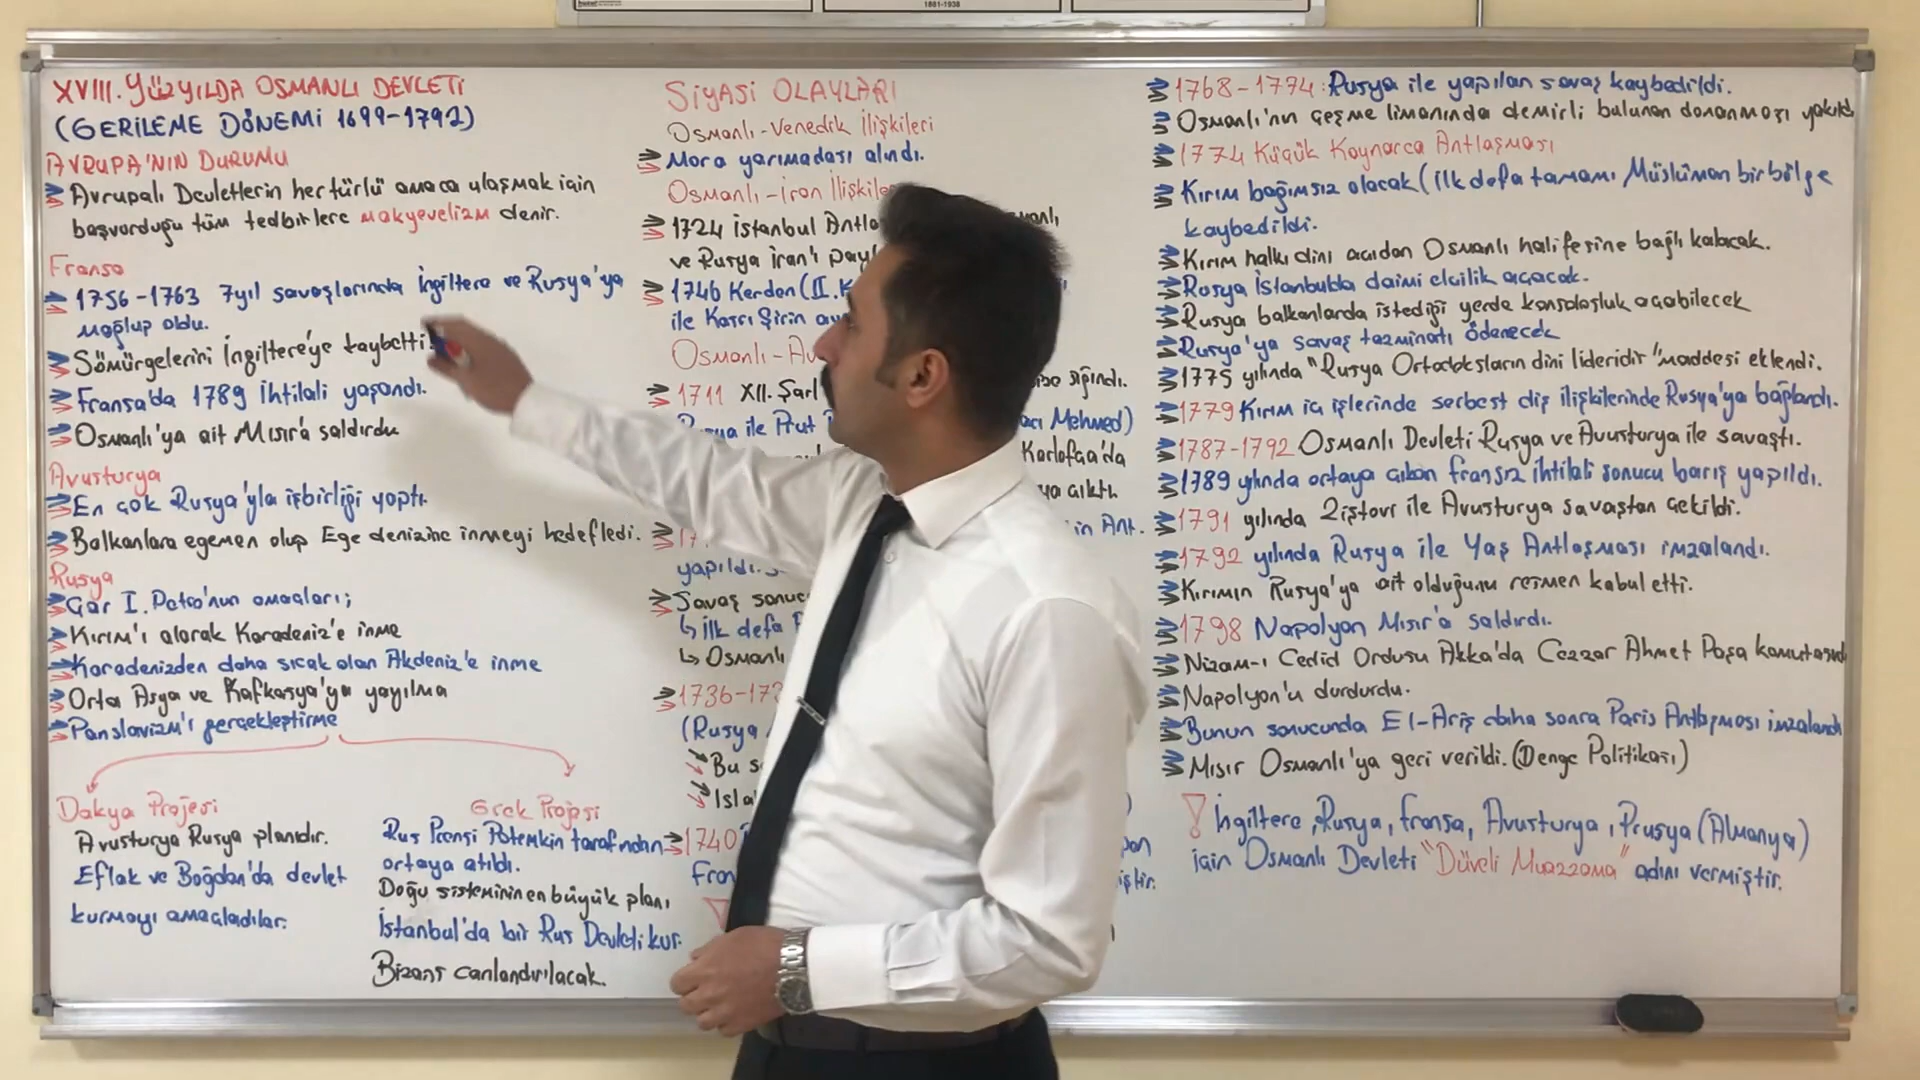 1881-1938
XVIII. YÜZYILDA OSMANLI DEVLETİ
(GERİLEME DÖNEMİ 1699-1792)
AVRUPA'NIN DURUMU
Avrupalı Devletlerin her türlü amaca ulaşmak için
başvurduğu tüm tedbirlere makyevelizm denir.
Fransa
1756-1763 7yıl savaşlarında İngiltere ve Rusya'ya
mağlup oldu.
Sömürgelerini İngiltere'ye kaybetti.
Fransa'da 1789 İhtilali yaşandı.
Osmanlı'ya ait Mısır'a saldırdı
Avusturya
En çok Rusya'yla işbirliği yaptı.
Balkanlara egemen olup Ege denizine inmeyi hedefledi.
Rusya
Çar I. Petro'nun amaçları;
Kırım'ı alarak Karadeniz'e inme
Karadenizden daha sıcak olan Akdeniz'e inme
Orta Asya ve Kafkasya'ya yayılma
Panslavizm'i gerçekleştirme
Dakya Projesi
Avusturya Rusya planıdır.
Eflak ve Boğdan'da devlet
kurmayı amaçladılar.
Grek Projesi
Rus Prensi Potemkin tarafından
ortaya atıldı.
Doğu sisteminin en büyük planı
İstanbul'da bir Rus Devleti kur.
Bizans canlandırılacak.
SİYASİ OLAYLARI
Osmanlı-Venedik İlişkileri
Mora yarımadası alındı.
Osmanlı-İran İlişkile
1724 İstanbul Antla
ve Rusya İran'ı payl
1746 Kerden (II. K
ile Kasrı Şirin
Osmanlı-Av
1711 XII. Şarl ize sığındı.
Rusya ile Prut acı Mehmed)
Karlofça'da
ya çıktı.
in Ant.
17
yapıldı.
Savaş sonuc
İlk defa
Osmanlı
1736-173
(Rusya
Bu s
Isla
1740
Fran
1768-1774: Rusya ile yapılan savaş kaybedildi.
Osmanlı'nın Çeşme limanında demirli bulunan donanması yakıld
1774 Küçük Kaynarca Antlaşması
Kırım bağımsız olacak (İlk defa tamamı Müslüman bir bölge
kaybedildi.
Kırım halkı dini açıdan Osmanlı halifesine bağlı kalacak.
Rusya İstanbulda daimi elçilik açacak.
Rusya balkanlarda istediği yerde konsolosluk açabilecek
Rusya'ya savaş tazminatı ödenecek
1775 yılında "Rusya Ortadoksların dini lideridir" maddesi eklendi.
1779 Kırım iç işlerinde serbest dış ilişkilerinde Rusya'ya bağlandı.
1787-1792 Osmanlı Devleti Rusya ve Avusturya ile savaştı.
1789 yılında ortaya çıkan fransız ihtilali sonucu barış yapıldı.
1791 yılında Ziştovi ile Avusturya savaştan çekildi.
1792 yılında Rusya ile Yaş Antlaşması imzalandı.
Kırımın Rusya'ya ait olduğunu resmen kabul etti.
1798 Napolyon Mısır'a saldırdı.
Nizam-ı Cedid Ordusu Akka'da Cezzar Ahmet Paşa komutasınd
Napolyon'u durdurdu.
Bunun sonucunda El-Ariş daha sonra Paris Antlaşması imzalandı
Mısır Osmanlı'ya geri verildi. (Denge Politikası)
! İngiltere, Rusya, fransa, Avusturya, Prusya (Almanya)
için Osmanlı Devleti "Düveli Muazzama" adını vermiştir.